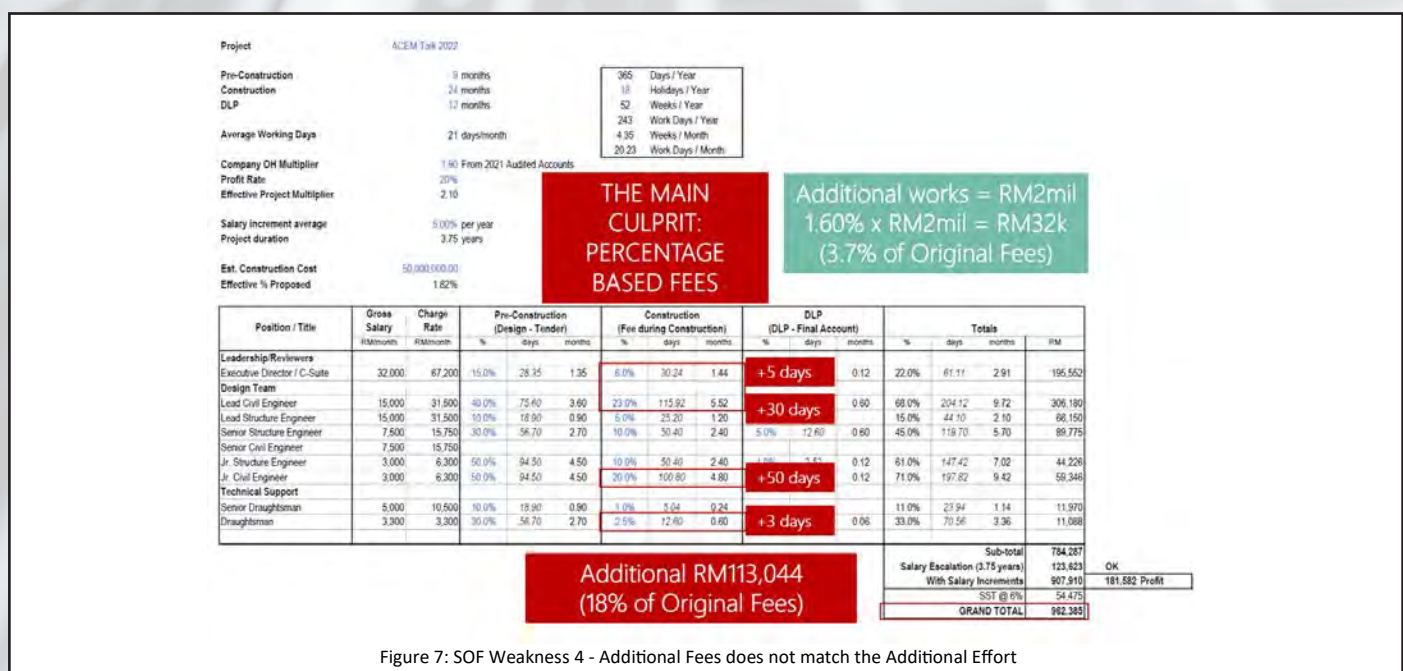 Project ACEM Talk 2022
Pre-Construction 9 months
Construction 24 months
DLP 12 months
Average Working Days 21 days/month
365 Days / Year
18 Holidays / Year
52 Weeks / Year
243 Work Days / Year
4.35 Weeks / Month
20.23 Work Days / Month
Company OH Multiplier From 2021 Audited Accounts
Profit Rate 20%
Effective Project Multiplier 2.10
Salary increment average 5.00% per year
Project duration 3.75 years
Est. Construction Cost 50,000,000.00
Effective % Proposed 1.82%
THE MAIN
CULPRIT:
PERCENTAGE
BASED FEES
Additional works = RM2mil
1.60% x RM2mil = RM32k
(3.7% of Original Fees)
Position / Title Gross Salary Charge Rate Pre-Construction (Design - Tender) Construction (Fee during Construction) DLP (DLP - Final Account) Totals
RM/month RM/month % days months % days months % days months % days months RM
Leadership/Reviewers
Executive Director / C-Suite 32,000 67,200 15.0% 28.35 1.35 6.0% 30.24 1.44 +5 days 0.12 22.0% 61.11 2.91 195,552
Design Team
Lead Civil Engineer 15,000 31,500 40.0% 75.60 3.60 23.0% 115.92 5.52 +30 days 0.60 68.0% 204.12 9.72 306,180
Lead Structure Engineer 15,000 31,500 10.0% 18.90 0.90 5.0% 25.20 1.20 15.0% 44.10 2.10 66,150
Senior Structure Engineer 7,500 15,750 30.0% 56.70 2.70 10.0% 50.40 2.40 5.0% 12.60 0.60 45.0% 119.70 5.70 89,775
Senior Civil Engineer 7,500 15,750
Jr. Structure Engineer 3,000 6,300 50.0% 94.50 4.50 10.0% 50.40 2.40 0.12 61.0% 147.42 7.02 44,226
Jr. Civil Engineer 3,000 6,300 50.0% 94.50 4.50 20.0% 100.80 4.80 +50 days 0.12 71.0% 197.82 9.42 59,346
Technical Support
Senior Draughtsman 5,000 10,500 10.0% 18.90 0.90 1.0% 5.04 0.24 11.0% 23.94 1.14 11,970
Draughtsman 3,300 3,300 30.0% 56.70 2.70 2.5% 12.60 0.60 +3 days 0.06 33.0% 70.56 3.36 11,088
Sub-total 784,287
Salary Escalation (3.75 years) 123,623 OK
With Salary Increments 907,910 181,582 Profit
SST @ 6% 54,475
GRAND TOTAL 962,385
Additional RM113,044
(18% of Original Fees)
Figure 7: SOF Weakness 4 - Additional Fees does not match the Additional Effort